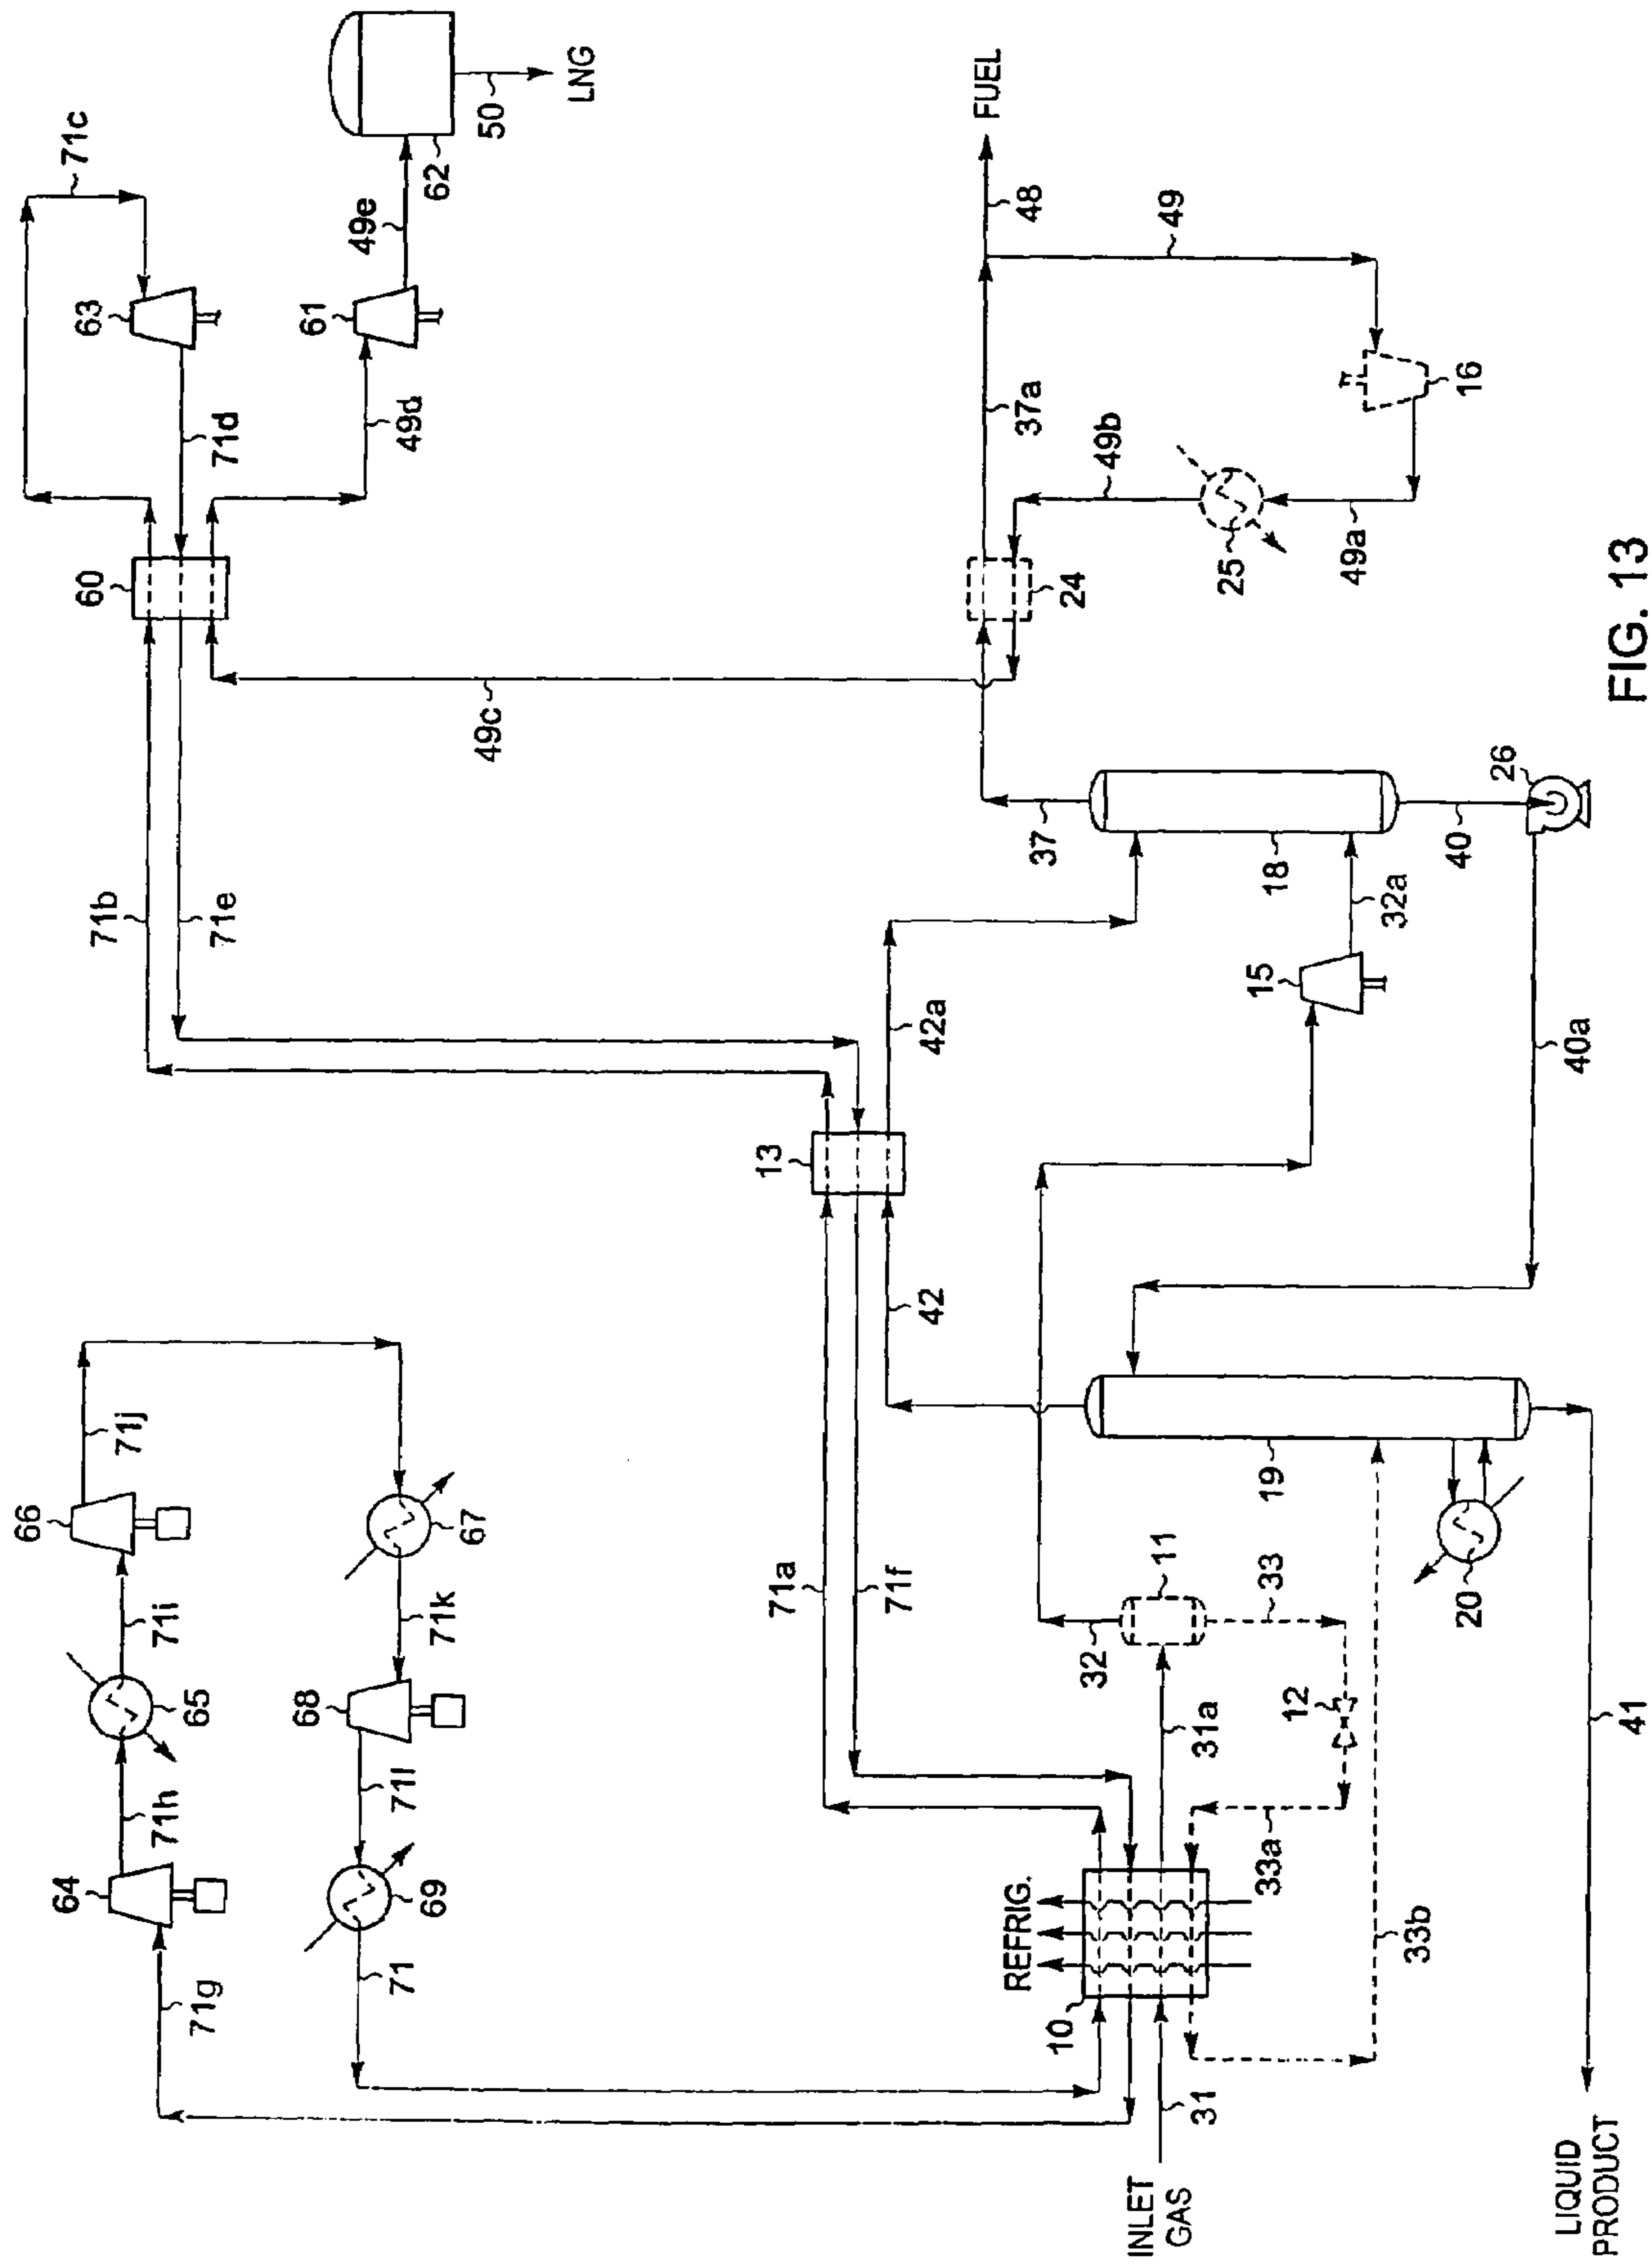 64
71h
65
71i
66
71j
71g
71
69
71l
68
71k
67
71c
63
71d
60
71b
71e
49e
62
50
LNG
61
49d
49c
71a
71f
13
42
42a
REFRIG.
10
INLET
GAS
31
31a
32
11
33
12
33a
33b
19
20
41
LIQUID
PRODUCT
15
32a
18
37
40
26
40a
24
37a
FUEL
48
49
49b
25
49a
16
FIG. 13